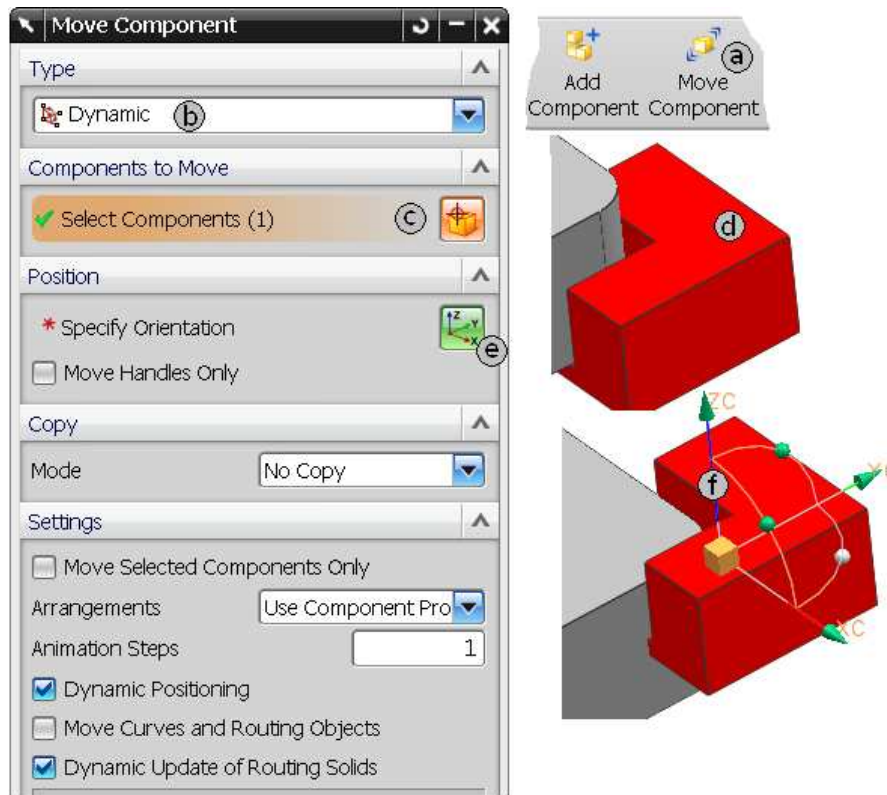 Move Component
Type
Dynamic b
Components to Move
Select Components (1) c
Position
* Specify Orientation
e
Move Handles Only
Copy
Mode No Copy
Settings
Move Selected Components Only
Arrangements Use Component Pro
Animation Steps 1
Dynamic Positioning
Move Curves and Routing Objects
Dynamic Update of Routing Solids
a
Add Move
Component Component
d
ZC
f
XC